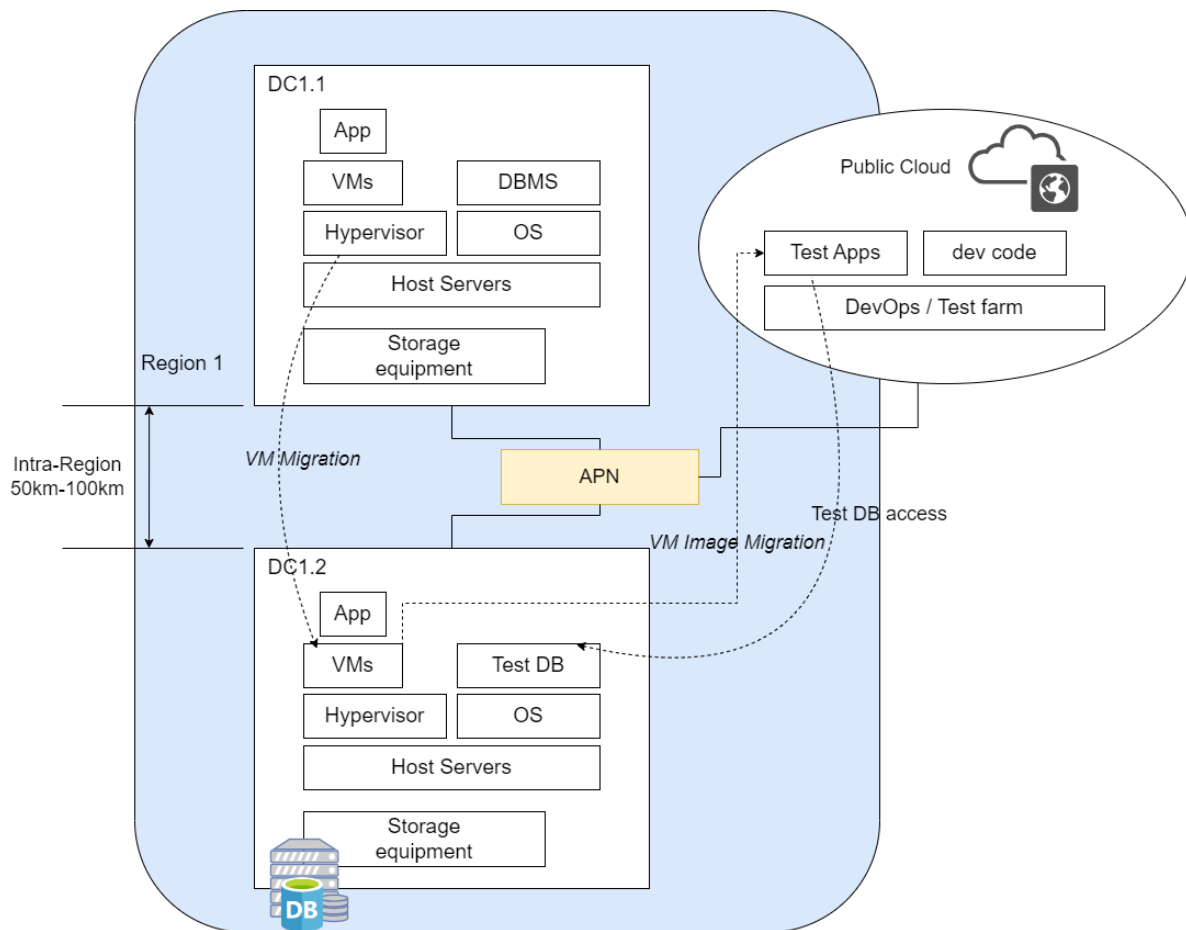 DC1.1
App
VMs
DBMS
Hypervisor
OS
Host Servers
Storage
equipment
Public Cloud
Test Apps
dev code
DevOps / Test farm
Region 1
Intra-Region
50km-100km
VM Migration
APN
Test DB access
VM Image Migration
DC1.2
App
VMs
Test DB
Hypervisor
OS
Host Servers
Storage
equipment
DB